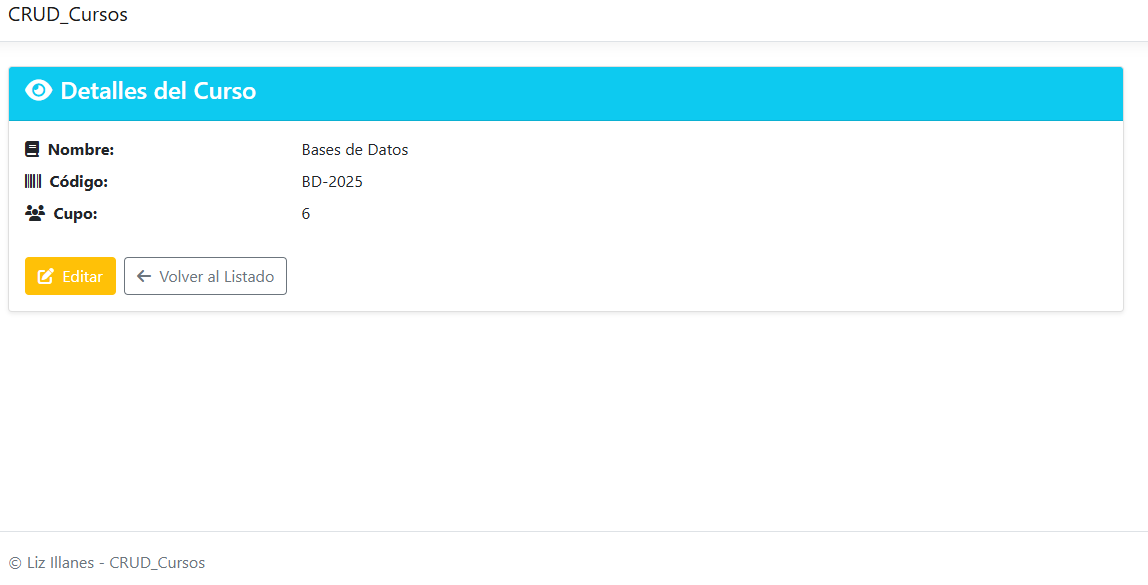 CRUD_Cursos
Detalles del Curso
Nombre: Bases de Datos
Código: BD-2025
Cupo: 6
Editar Volver al Listado
© Liz Illanes - CRUD_Cursos